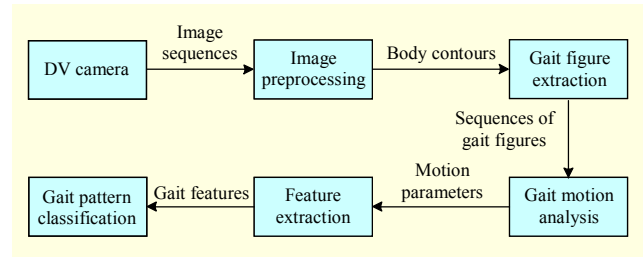 DV camera
Image
sequences
Image
preprocessing
Body contours
Gait figure
extraction
Sequences of
gait figures
Gait motion
analysis
Motion
parameters
Feature
extraction
Gait features
Gait pattern
classification